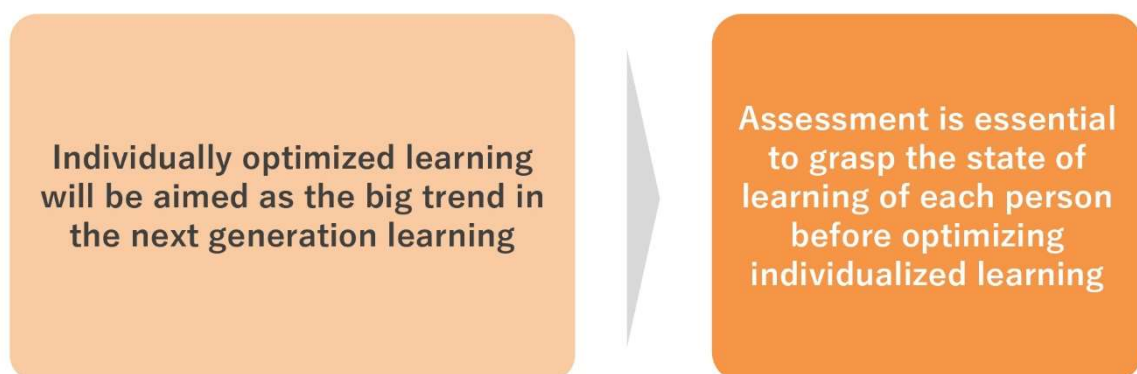 Individually optimized learning
will be aimed as the big trend in
the next generation learning
Assessment is essential
to grasp the state of
learning of each person
before optimizing
individualized learning